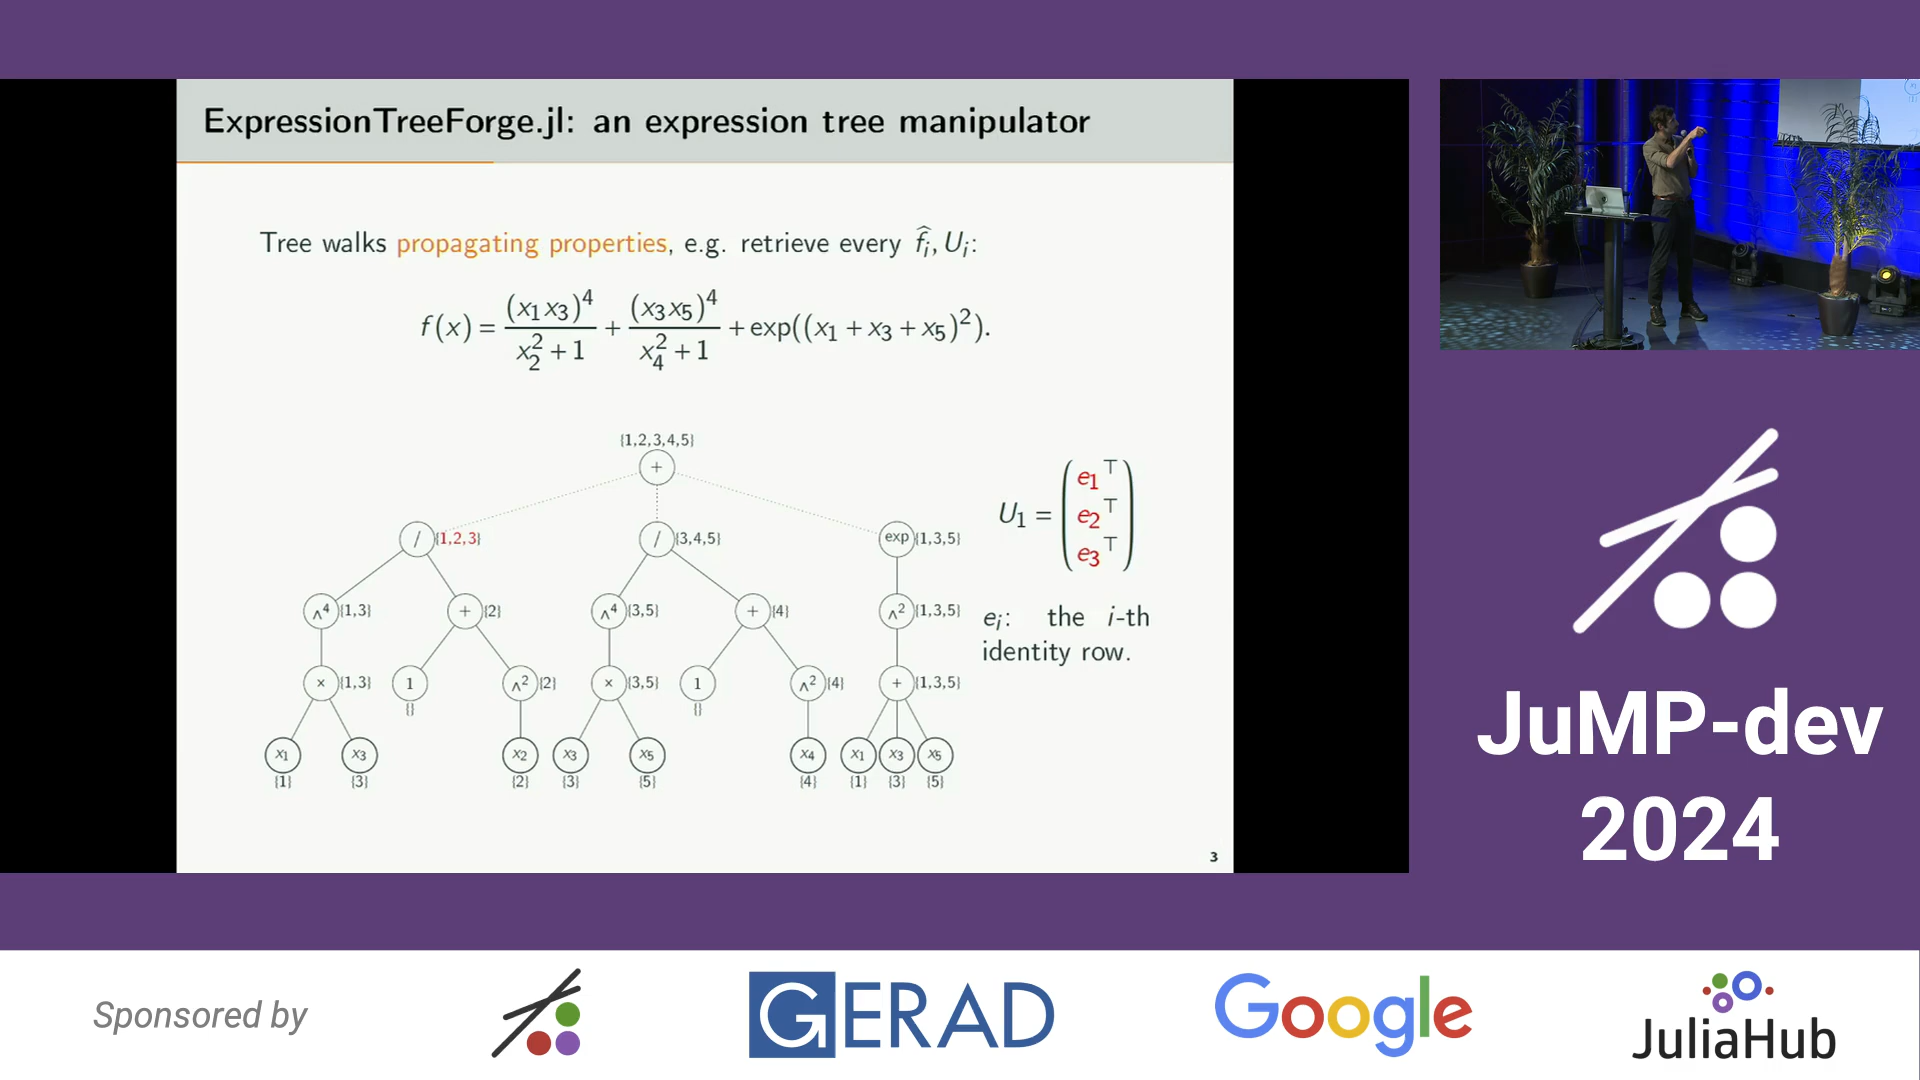 ExpressionTreeForge.jl: an expression tree manipulator
Tree walks propagating properties, e.g. retrieve every f̂ᵢ, Uᵢ:
f(x) = (x₁x₃)⁴/(x₂² + 1) + (x₃x₅)⁴/(x₄² + 1) + exp((x₁ + x₃ + x₅)²).
{1,2,3,4,5}
+
/ {1,2,3} / {3,4,5} exp {1,3,5}
∧⁴ {1,3} + {2} ∧⁴ {3,5} + {4} ∧² {1,3,5}
× {1,3} 1 ∧² {2} × {3,5} 1 ∧² {4} + {1,3,5}
{} {}
x₁ x₃ x₂ x₃ x₅ x₄ x₁ x₃ x₅
{1} {3} {2} {3} {5} {4} {1} {3} {5}
U₁ = (e₁⊤
e₂⊤
e₃⊤)
eᵢ: the i-th
identity row.
3
JuMP-dev
2024
Sponsored by
GERAD
Google
JuliaHub